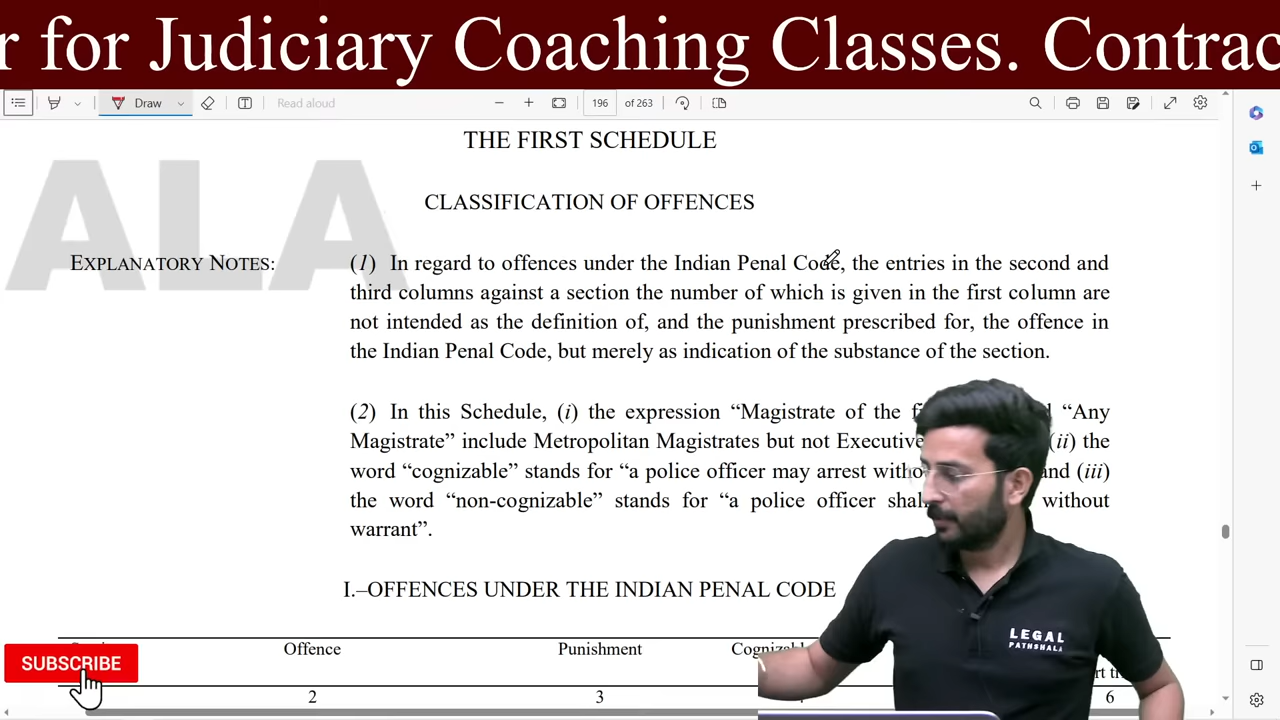 r for Judiciary Coaching Classes. Contrac
Draw Read aloud 196 of 263
THE FIRST SCHEDULE
ALA
CLASSIFICATION OF OFFENCES
EXPLANATORY NOTES: (1) In regard to offences under the Indian Penal Code, the entries in the second and
third columns against a section the number of which is given in the first column are
not intended as the definition of, and the punishment prescribed for, the offence in
the Indian Penal Code, but merely as indication of the substance of the section.
(2) In this Schedule, (i) the expression “Magistrate of the “Any
Magistrate” include Metropolitan Magistrates but not Executive (ii) the
word “cognizable” stands for “a police officer may arrest and (iii)
the word “non-cognizable” stands for “a police officer without
warrant”.
I.–OFFENCES UNDER THE INDIAN PENAL CODE
Offence Punishment
SUBSCRIBE
2 3 6
LEGAL
PATHSHALA